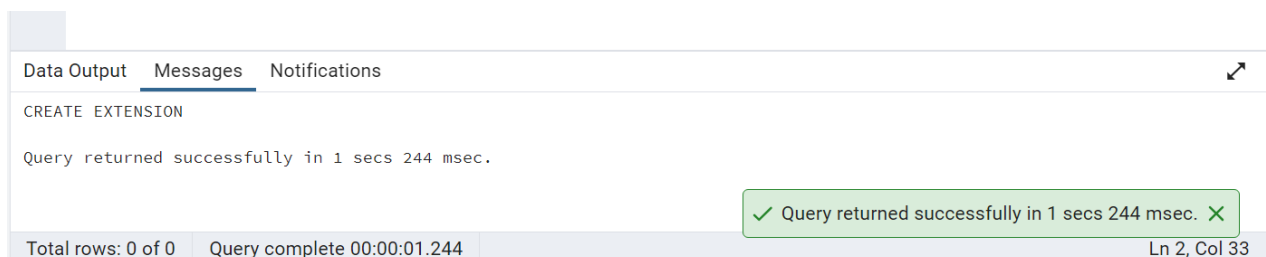 Data Output Messages Notifications
CREATE EXTENSION
Query returned successfully in 1 secs 244 msec.
Query returned successfully in 1 secs 244 msec.
Total rows: 0 of 0 Query complete 00:00:01.244 Ln 2, Col 33